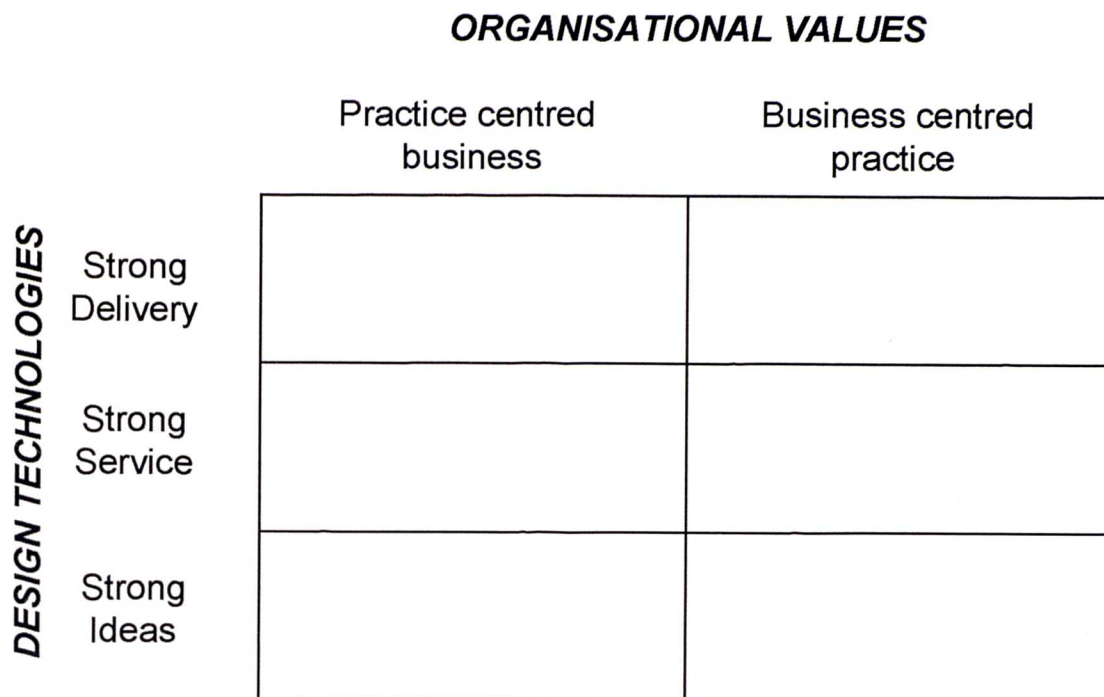 ORGANISATIONAL VALUES
Practice centred
business
Business centred
practice
DESIGN TECHNOLOGIES
Strong
Delivery
Strong
Service
Strong
Ideas